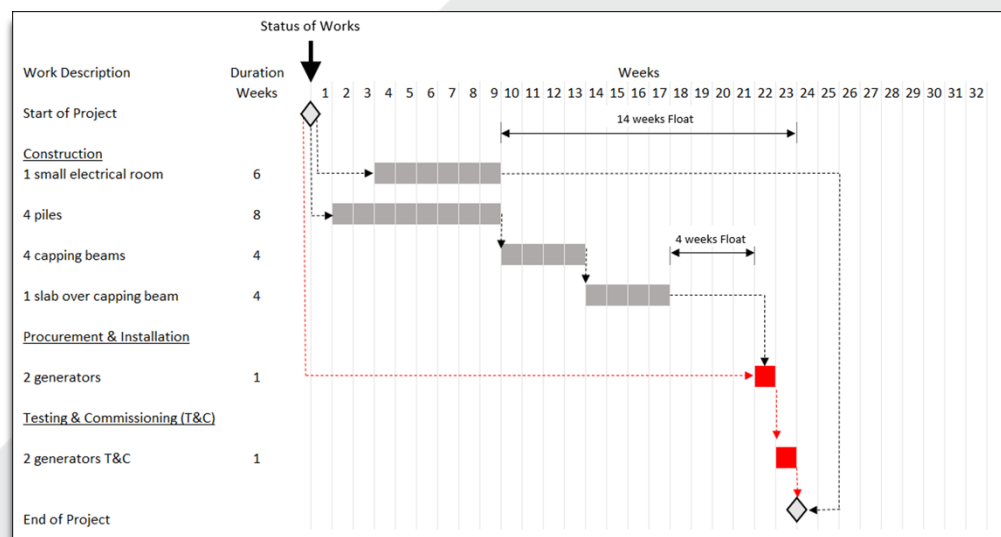 Status of Works
Work Description Duration Weeks
Weeks 1 2 3 4 5 6 7 8 9 10 11 12 13 14 15 16 17 18 19 20 21 22 23 24 25 26 27 28 29 30 31 32
Start of Project
14 weeks Float
Construction
1 small electrical room 6
4 piles 8
4 capping beams 4
4 weeks Float
1 slab over capping beam 4
Procurement & Installation
2 generators 1
Testing & Commissioning (T&C)
2 generators T&C 1
End of Project